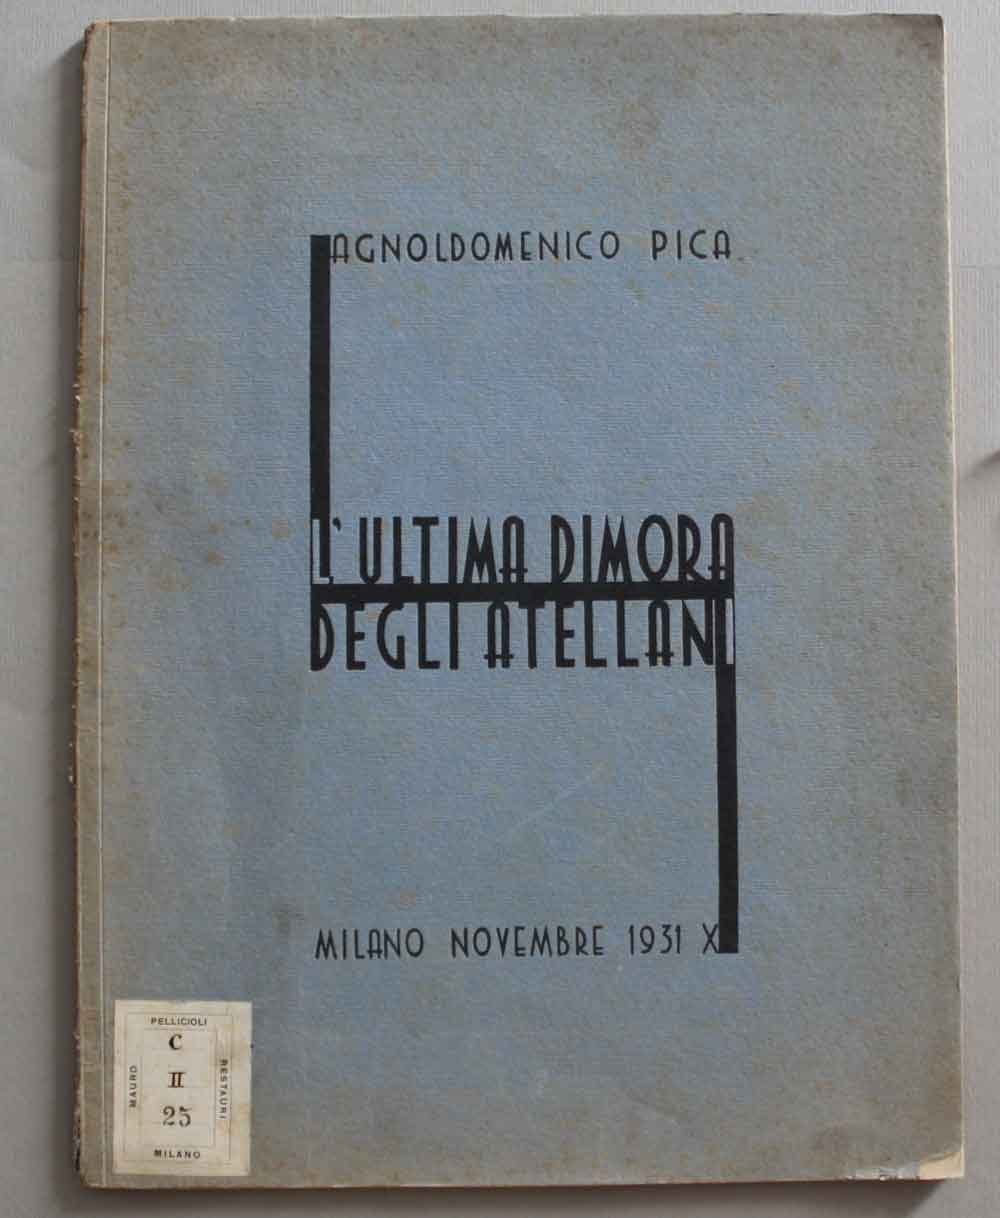 AGNOLDOMENICO PICA
L'ULTIMA DIMORA
DEGLI ATELLANI
MILANO NOVEMBRE 1931 X
PELLICIOLI
C
II
25
MAURO
RESTAURI
MILANO